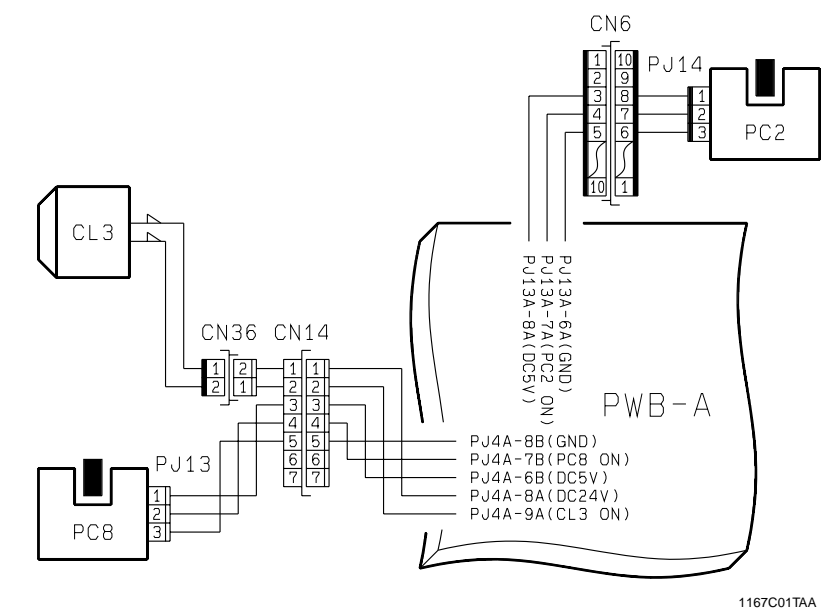 CN6
1 10
2 9
3 8
4 7
5 6
10 1
PJ14
1
2
3
PC2
CL3
CN36
1 2
2 1
CN14
1 1
2 2
3 3
4 4
5 5
6 6
7 7
PJ13A-8A(DC5V)
PJ13A-7A(PC2 ON)
PJ13A-6A(GND)
PWB-A
PJ4A-8B(GND)
PJ4A-7B(PC8 ON)
PJ4A-6B(DC5V)
PJ4A-8A(DC24V)
PJ4A-9A(CL3 ON)
PJ13
1
2
3
PC8
1167C01TAA